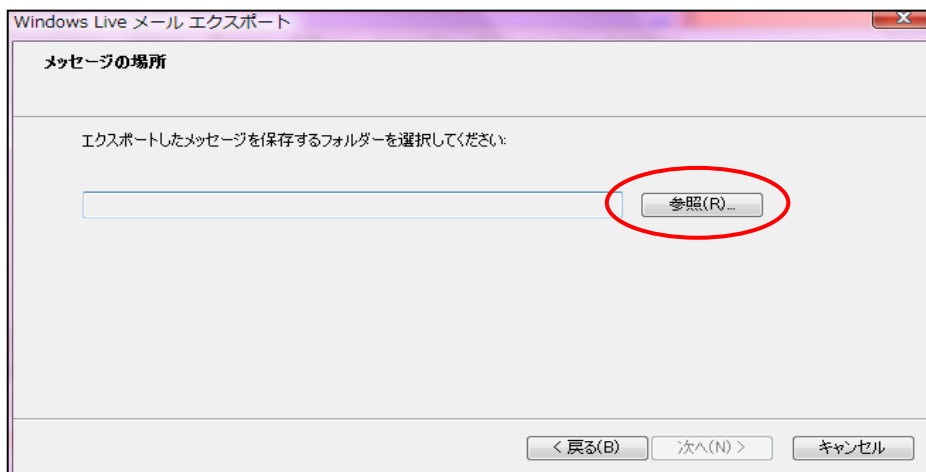 Windows Live メール エクスポート
メッセージの場所
エクスポートしたメッセージを保存するフォルダーを選択してください:
参照(R)...
< 戻る(B)
次へ(N) >
キャンセル